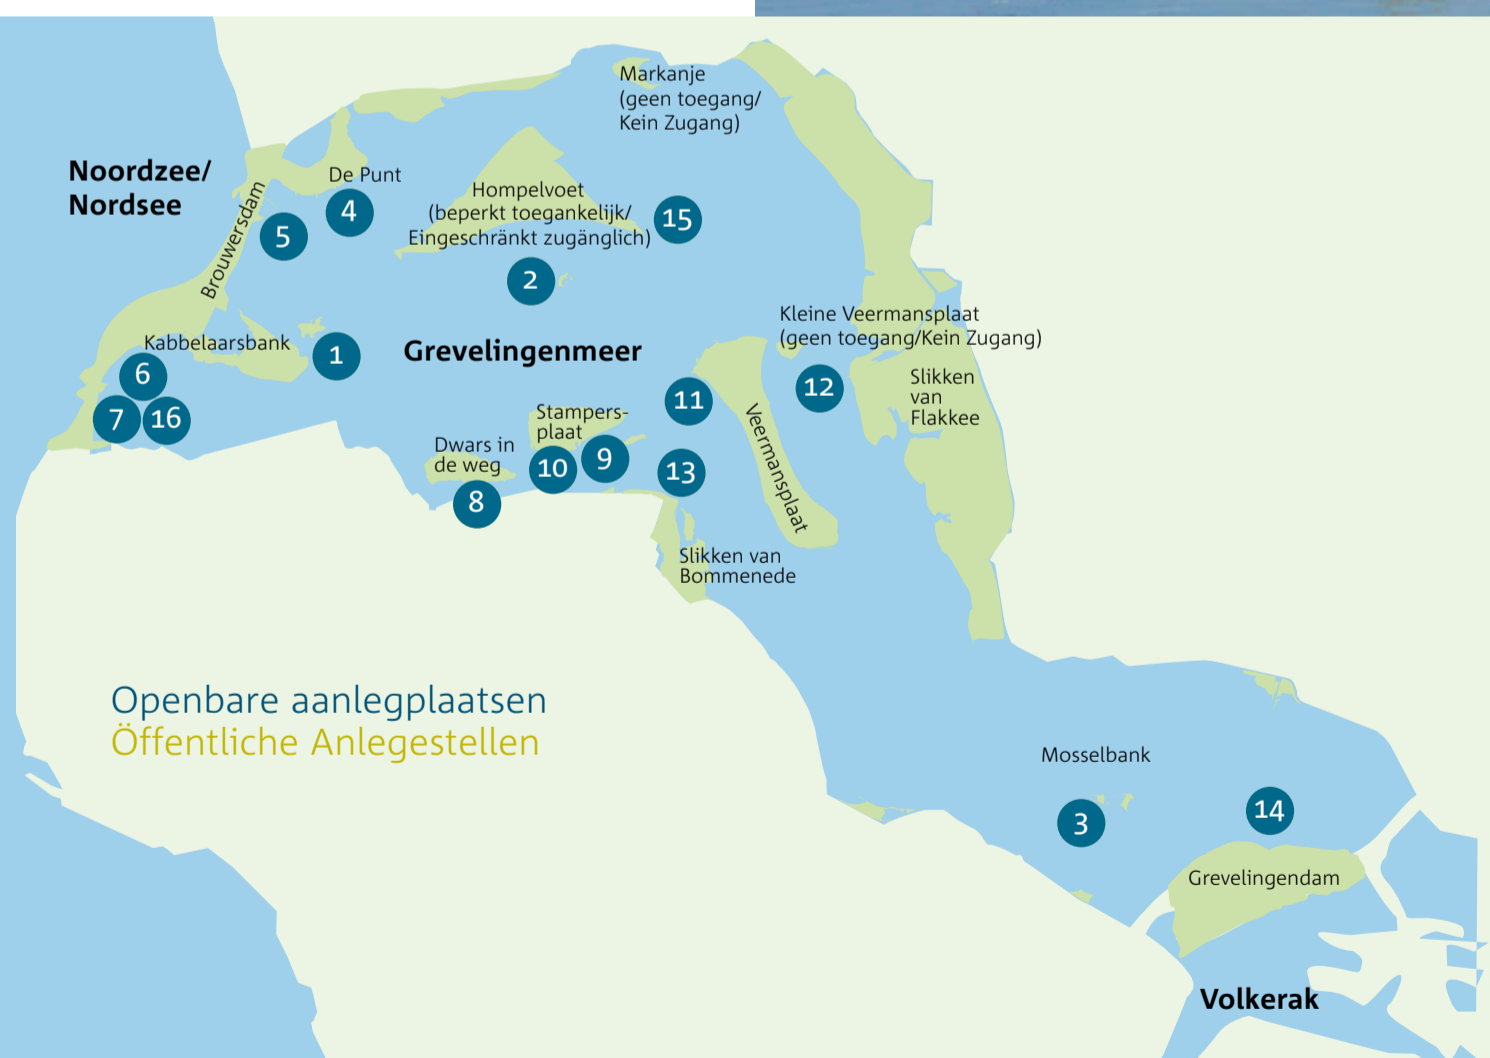 Markanje
(geen toegang/
Kein Zugang)
Noordzee/
Nordsee
De Punt
4
5
Brouwersdam
Hompelvoet
(beperkt toegankelijk/
Eingeschränkt zugänglich)
15
2
Kleine Veermansplaat
(geen toegang/Kein Zugang)
Kabbelaarsbank
1
Grevelingenmeer
6
7
16
11
12
Slikken
van
Flakkee
Stampers-
plaat
Dwars in
de weg
10
9
13
8
Veermansplaat
Slikken van
Bommenede
Openbare aanlegplaatsen
Öffentliche Anlegestellen
Mosselbank
3
14
Grevelingendam
Volkerak